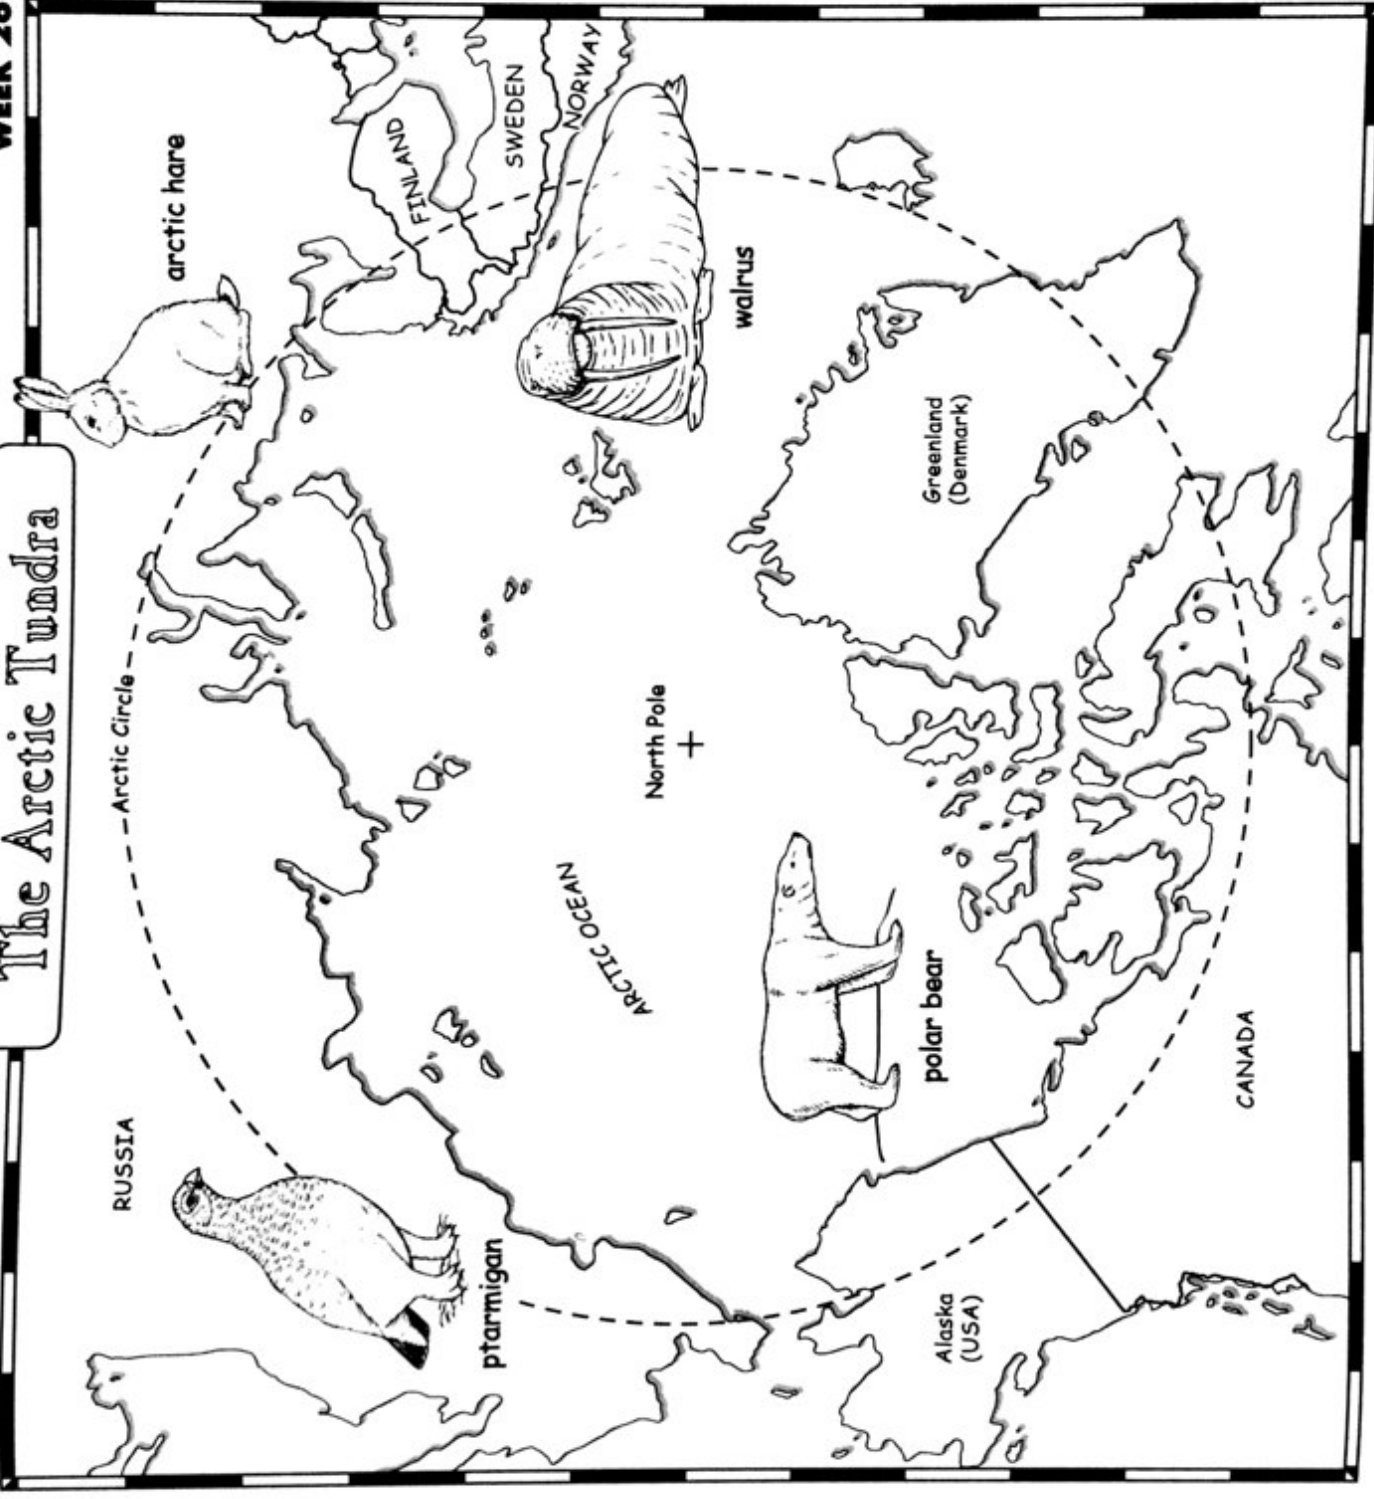 WEEK 28
The Arctic Tundra
RUSSIA
Arctic Circle
arctic hare
ptarmigan
FINLAND
SWEDEN
NORWAY
ARCTIC OCEAN
North Pole
walrus
polar bear
Greenland
(Denmark)
Alaska
(USA)
CANADA